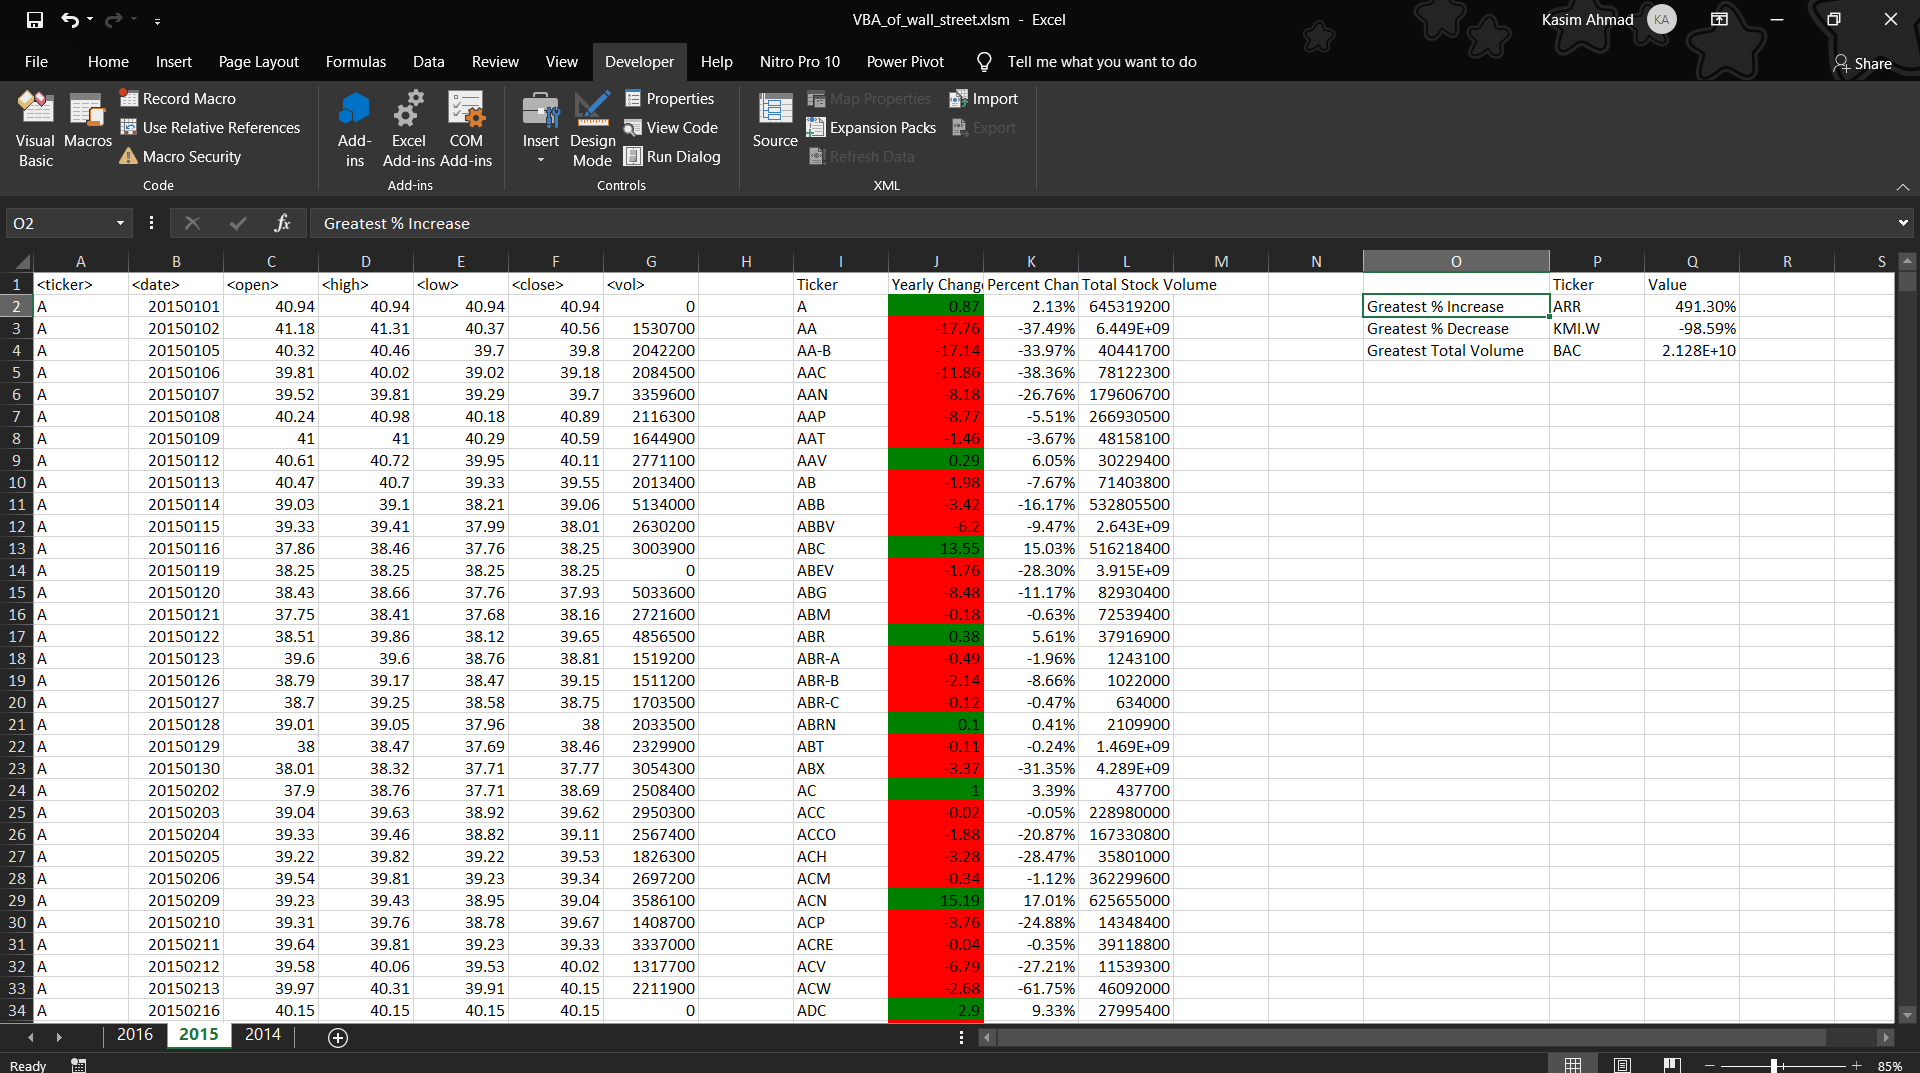 VBA_of_wall_street.xlsm - Excel
Kasim Ahmad KA
File Home Insert Page Layout Formulas Data Review View Developer Help Nitro Pro 10 Power Pivot Tell me what you want to do Share
Visual Basic
Macros
Record Macro
Use Relative References
Macro Security
Code
Add-ins
Excel Add-ins
COM Add-ins
Add-ins
Insert
Design Mode
Properties
View Code
Run Dialog
Controls
Source
Map Properties
Expansion Packs
Refresh Data
Import
Export
XML
O2 fx Greatest % Increase
A B C D E F G H I J K L M N O P Q R S
1 <ticker> <date> <open> <high> <low> <close> <vol> Ticker Yearly Chang Percent Chan Total Stock Volume Ticker Value
2 A 20150101 40.94 40.94 40.94 40.94 0 A 0.87 2.13% 645319200 Greatest % Increase ARR 491.30%
3 A 20150102 41.18 41.31 40.37 40.56 1530700 AA -17.76 -37.49% 6.449E+09 Greatest % Decrease KMI.W -98.59%
4 A 20150105 40.32 40.46 39.7 39.8 2042200 AA-B -17.14 -33.97% 40441700 Greatest Total Volume BAC 2.128E+10
5 A 20150106 39.81 40.02 39.02 39.18 2084500 AAC -11.86 -38.36% 78122300
6 A 20150107 39.52 39.81 39.29 39.7 3359600 AAN -8.18 -26.76% 179606700
7 A 20150108 40.24 40.98 40.18 40.89 2116300 AAP -8.77 -5.51% 266930500
8 A 20150109 41 41 40.29 40.59 1644900 AAT -1.46 -3.67% 48158100
9 A 20150112 40.61 40.72 39.95 40.11 2771100 AAV 0.29 6.05% 30229400
10 A 20150113 40.47 40.7 39.33 39.55 2013400 AB -1.98 -7.67% 71403800
11 A 20150114 39.03 39.1 38.21 39.06 5134000 ABB -3.42 -16.17% 532805500
12 A 20150115 39.33 39.41 37.99 38.01 2630200 ABBV -6.2 -9.47% 2.643E+09
13 A 20150116 37.86 38.46 37.76 38.25 3003900 ABC 13.55 15.03% 516218400
14 A 20150119 38.25 38.25 38.25 38.25 0 ABEV -1.76 -28.30% 3.915E+09
15 A 20150120 38.43 38.66 37.76 37.93 5033600 ABG -8.48 -11.17% 82930400
16 A 20150121 37.75 38.41 37.68 38.16 2721600 ABM -0.18 -0.63% 72539400
17 A 20150122 38.51 39.86 38.12 39.65 4856500 ABR 0.38 5.61% 37916900
18 A 20150123 39.6 39.6 38.76 38.81 1519200 ABR-A -0.49 -1.96% 1243100
19 A 20150126 38.79 39.17 38.47 39.15 1511200 ABR-B -2.14 -8.66% 1022000
20 A 20150127 38.7 39.25 38.58 38.75 1703500 ABR-C -0.12 -0.47% 634000
21 A 20150128 39.01 39.05 37.96 38 2033500 ABRN 0.1 0.41% 2109900
22 A 20150129 38 38.47 37.69 38.46 2329900 ABT -0.11 -0.24% 1.469E+09
23 A 20150130 38.01 38.32 37.71 37.77 3054300 ABX -3.37 -31.35% 4.289E+09
24 A 20150202 37.9 38.76 37.71 38.69 2508400 AC 1 3.39% 437700
25 A 20150203 39.04 39.63 38.92 39.62 2950300 ACC -0.02 -0.05% 228980000
26 A 20150204 39.33 39.46 38.82 39.11 2567400 ACCO -1.88 -20.87% 167330800
27 A 20150205 39.22 39.82 39.22 39.53 1826300 ACH -3.28 -28.47% 35801000
28 A 20150206 39.54 39.81 39.23 39.34 2697200 ACM -0.34 -1.12% 362299600
29 A 20150209 39.23 39.43 38.95 39.04 3586100 ACN 15.19 17.01% 625655000
30 A 20150210 39.31 39.76 38.78 39.67 1408700 ACP -3.76 -24.88% 14348400
31 A 20150211 39.64 39.81 39.23 39.33 3337000 ACRE -0.04 -0.35% 39118800
32 A 20150212 39.58 40.06 39.53 40.02 1317700 ACV -6.79 -27.21% 11539300
33 A 20150213 39.97 40.31 39.91 40.15 2211900 ACW -2.68 -61.75% 46092000
34 A 20150216 40.15 40.15 40.15 40.15 0 ADC 2.9 9.33% 27995400
2016 2015 2014
Ready 85%